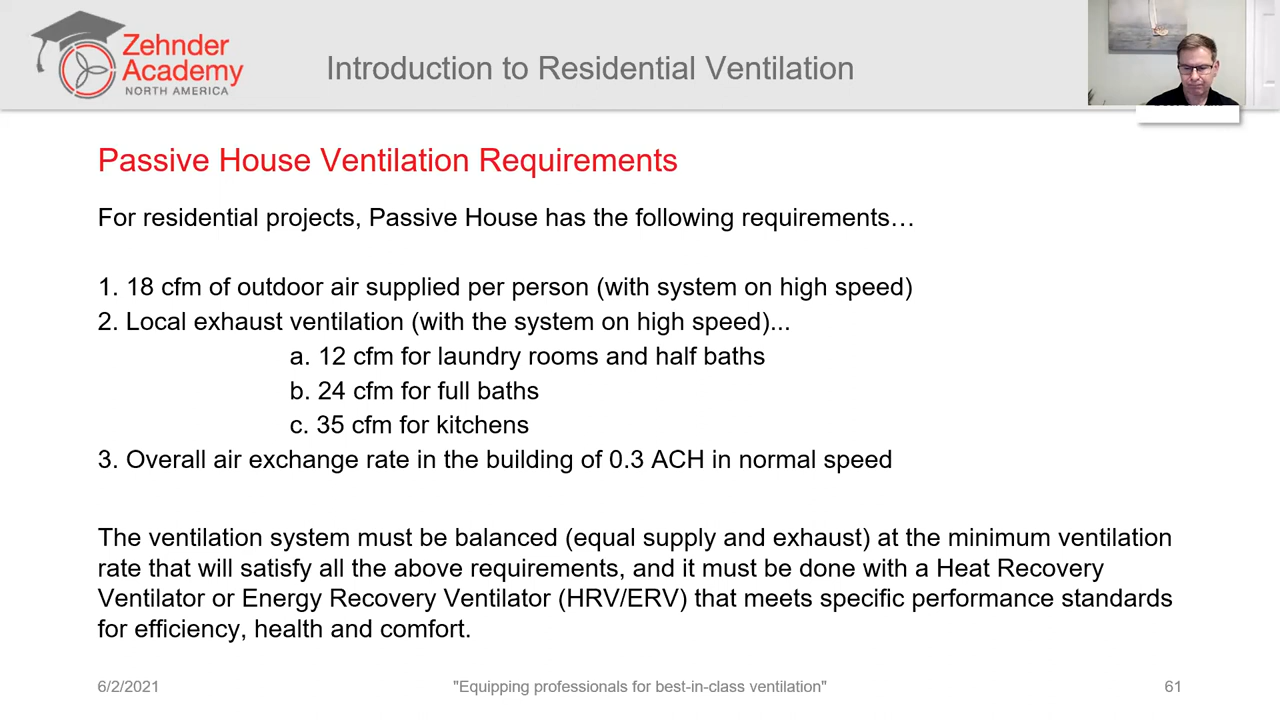 Zehnder
Academy
NORTH AMERICA
Introduction to Residential Ventilation
Passive House Ventilation Requirements
For residential projects, Passive House has the following requirements…
1. 18 cfm of outdoor air supplied per person (with system on high speed)
2. Local exhaust ventilation (with the system on high speed)...
a. 12 cfm for laundry rooms and half baths
b. 24 cfm for full baths
c. 35 cfm for kitchens
3. Overall air exchange rate in the building of 0.3 ACH in normal speed
The ventilation system must be balanced (equal supply and exhaust) at the minimum ventilation
rate that will satisfy all the above requirements, and it must be done with a Heat Recovery
Ventilator or Energy Recovery Ventilator (HRV/ERV) that meets specific performance standards
for efficiency, health and comfort.
6/2/2021
"Equipping professionals for best-in-class ventilation"
61